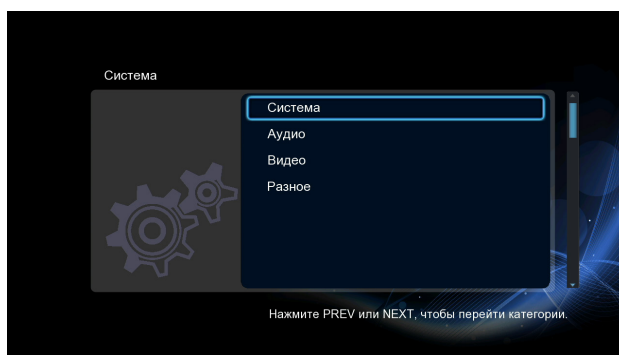 Система
Система
Аудио
Видео
Разное
Нажмите PREV или NEXT, чтобы перейти категории.